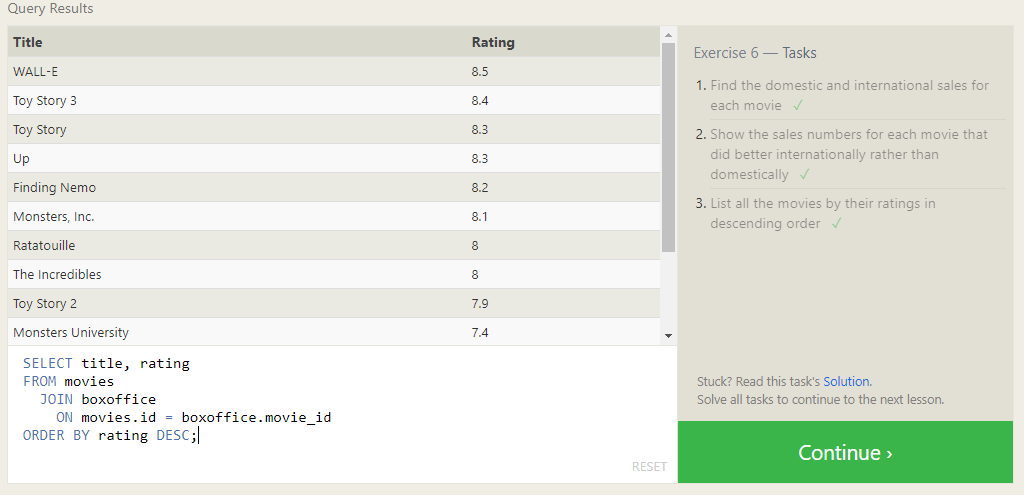 Query Results
Title Rating
WALL-E 8.5
Toy Story 3 8.4
Toy Story 8.3
Up 8.3
Finding Nemo 8.2
Monsters, Inc. 8.1
Ratatouille 8
The Incredibles 8
Toy Story 2 7.9
Monsters University 7.4
SELECT title, rating
FROM movies
  JOIN boxoffice
    ON movies.id = boxoffice.movie_id
ORDER BY rating DESC;
RESET
Exercise 6 — Tasks
1. Find the domestic and international sales for
each movie ✓
2. Show the sales numbers for each movie that
did better internationally rather than
domestically ✓
3. List all the movies by their ratings in
descending order ✓
Stuck? Read this task's Solution.
Solve all tasks to continue to the next lesson.
Continue ›